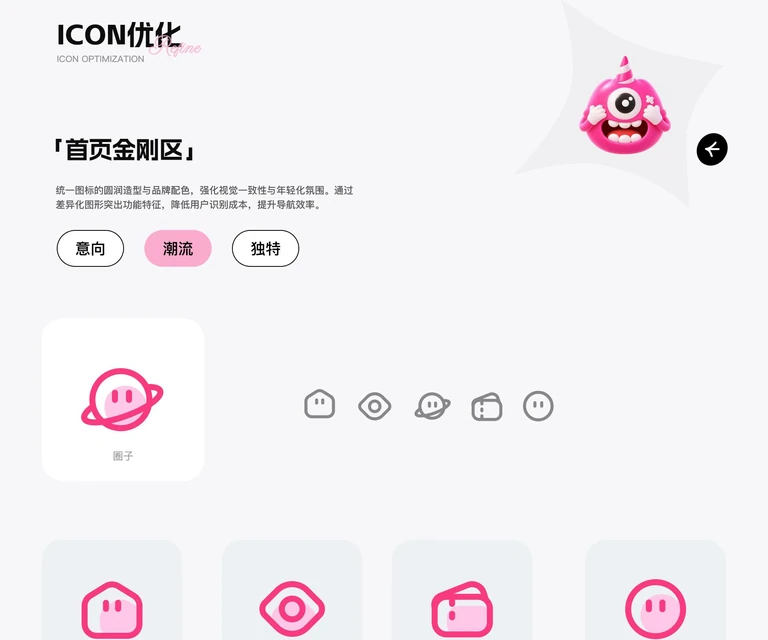 ICON优化
Refine
ICON OPTIMIZATION
「首页金刚区」
统一图标的圆润造型与品牌配色，强化视觉一致性与年轻化氛围。通过
差异化图形突出功能特征，降低用户识别成本，提升导航效率。
意向
潮流
独特
圈子